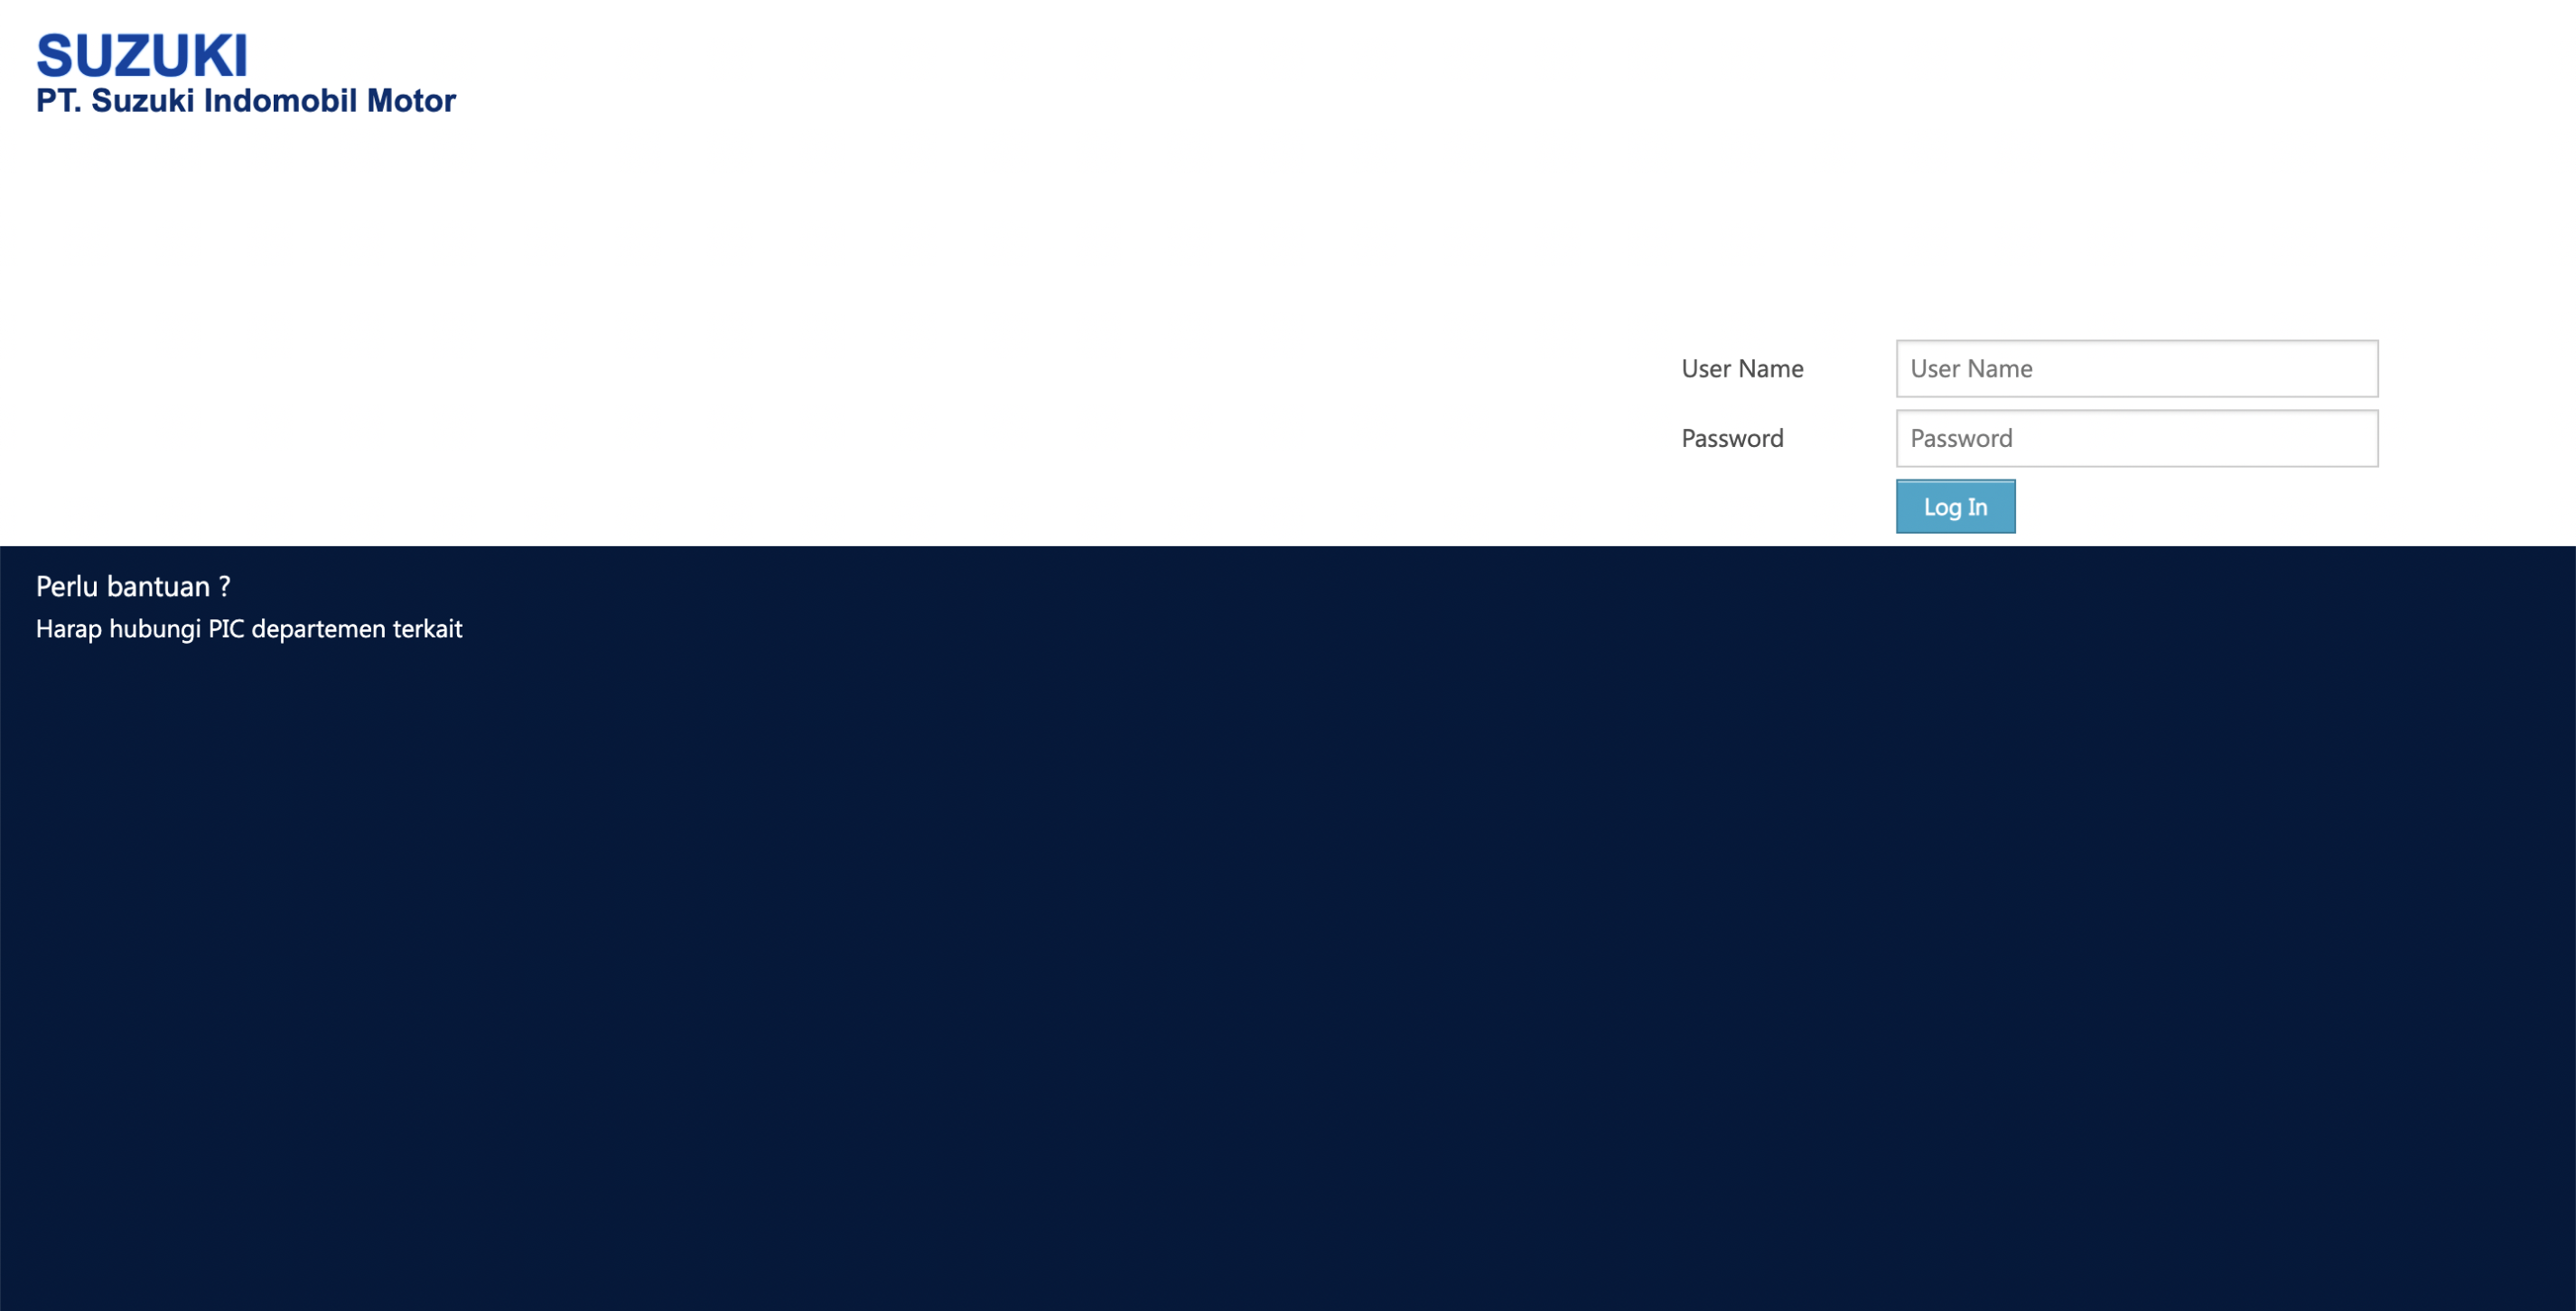 SUZUKI
PT. Suzuki Indomobil Motor
User Name
User Name
Password
Password
Log In
Perlu bantuan ?
Harap hubungi PIC departemen terkait